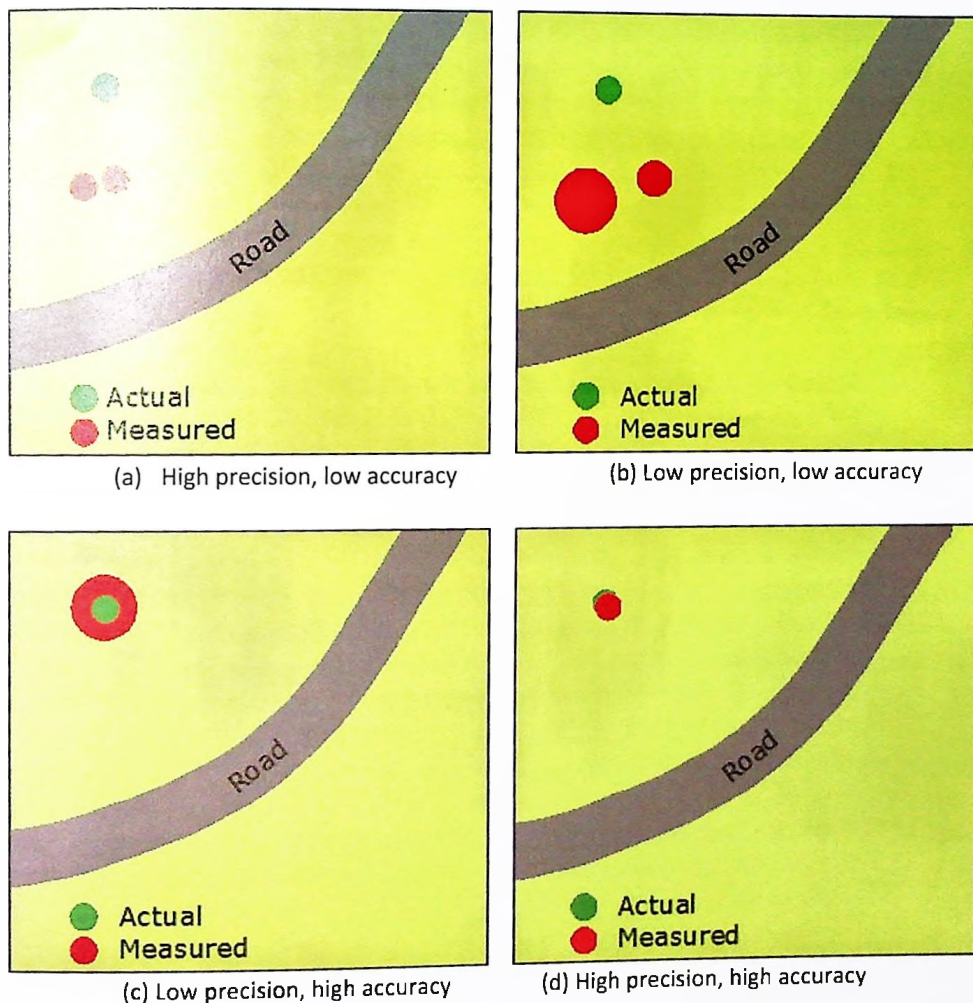 Road
Actual
Measured
(a) High precision, low accuracy
Road
Actual
Measured
(b) Low precision, low accuracy
Road
Actual
Measured
(c) Low precision, high accuracy
Road
Actual
Measured
(d) High precision, high accuracy